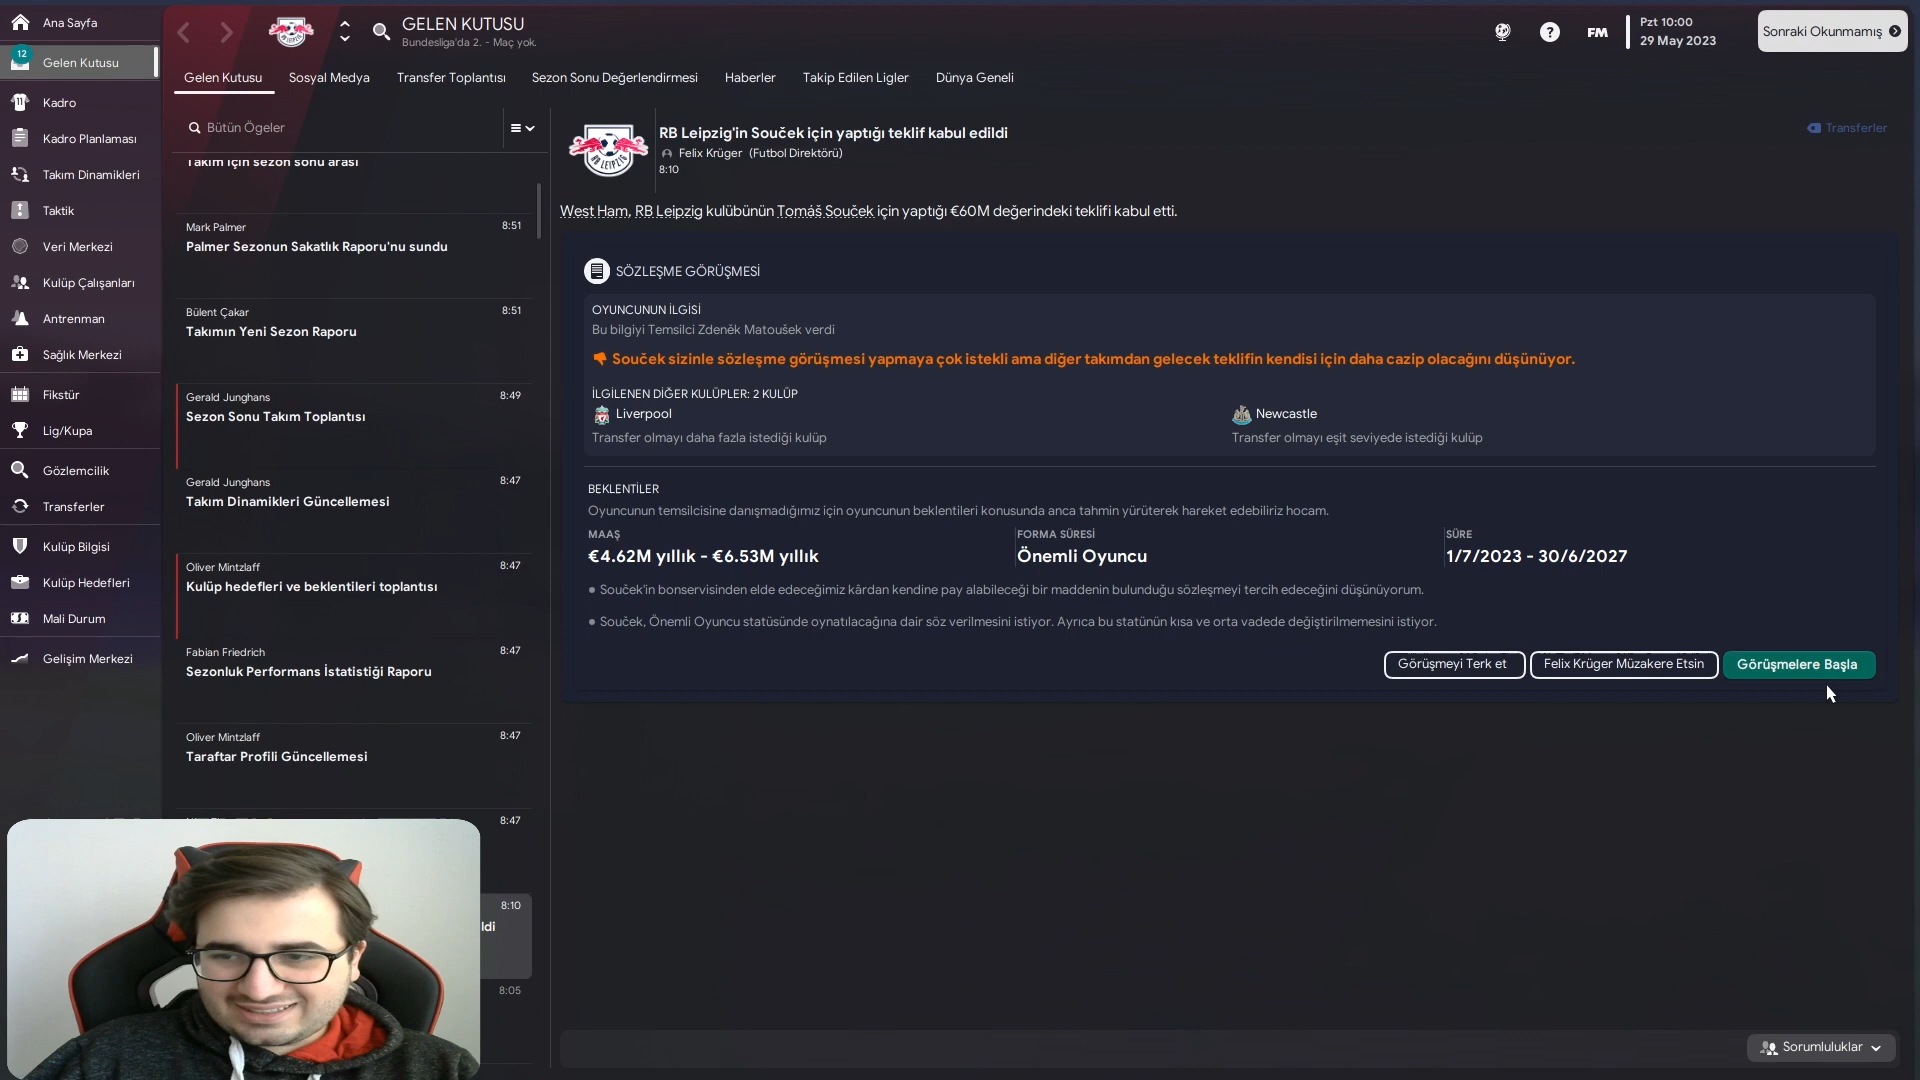 Ana Sayfa
12
Gelen Kutusu
Kadro
Kadro Planlaması
Takım Dinamikleri
Taktik
Veri Merkezi
Kulüp Çalışanları
Antrenman
Sağlık Merkezi
Fikstür
Lig/Kupa
Gözlemcilik
Transferler
Kulüp Bilgisi
Kulüp Hedefleri
Mali Durum
Gelişim Merkezi
GELEN KUTUSU
Bundesliga'da 2. - Maç yok.
FM
Pzt 10:00
29 May 2023
Sonraki Okunmamış
Gelen Kutusu
Sosyal Medya
Transfer Toplantısı
Sezon Sonu Değerlendirmesi
Haberler
Takip Edilen Ligler
Dünya Geneli
Bütün Ögeler
Takım için sezon sonu arası
Mark Palmer 8:51
Palmer Sezonun Sakatlık Raporu'nu sundu
Bülent Çakar 8:51
Takımın Yeni Sezon Raporu
Gerald Junghans 8:49
Sezon Sonu Takım Toplantısı
Gerald Junghans 8:47
Takım Dinamikleri Güncellemesi
Oliver Mintzlaff 8:47
Kulüp hedefleri ve beklentileri toplantısı
Fabian Friedrich 8:47
Sezonluk Performans İstatistiği Raporu
Oliver Mintzlaff 8:47
Taraftar Profili Güncellemesi
8:47
8:10
ldi
8:05
RB LEIPZIG
RB Leipzig'in Souček için yaptığı teklif kabul edildi
Felix Krüger (Futbol Direktörü)
8:10
Transferler
West Ham, RB Leipzig kulübünün Tomáš Souček için yaptığı €60M değerindeki teklifi kabul etti.
SÖZLEŞME GÖRÜŞMESİ
OYUNCUNUN İLGİSİ
Bu bilgiyi Temsilci Zdeněk Matoušek verdi
Souček sizinle sözleşme görüşmesi yapmaya çok istekli ama diğer takımdan gelecek teklifin kendisi için daha cazip olacağını düşünüyor.
İLGİLENEN DİĞER KULÜPLER: 2 KULÜP
Liverpool
Transfer olmayı daha fazla istediği kulüp
Newcastle
Transfer olmayı eşit seviyede istediği kulüp
BEKLENTİLER
Oyuncunun temsilcisine danışmadığımız için oyuncunun beklentileri konusunda anca tahmin yürüterek hareket edebiliriz hocam.
MAAŞ
€4.62M yıllık - €6.53M yıllık
FORMA SÜRESİ
Önemli Oyuncu
SÜRE
1/7/2023 - 30/6/2027
• Souček'in bonservisinden elde edeceğimiz kârdan kendine pay alabileceği bir maddenin bulunduğu sözleşmeyi tercih edeceğini düşünüyorum.
• Souček, Önemli Oyuncu statüsünde oynatılacağına dair söz verilmesini istiyor. Ayrıca bu statünün kısa ve orta vadede değiştirilmemesini istiyor.
Görüşmeyi Terk et
Felix Krüger Müzakere Etsin
Görüşmelere Başla
Sorumluluklar